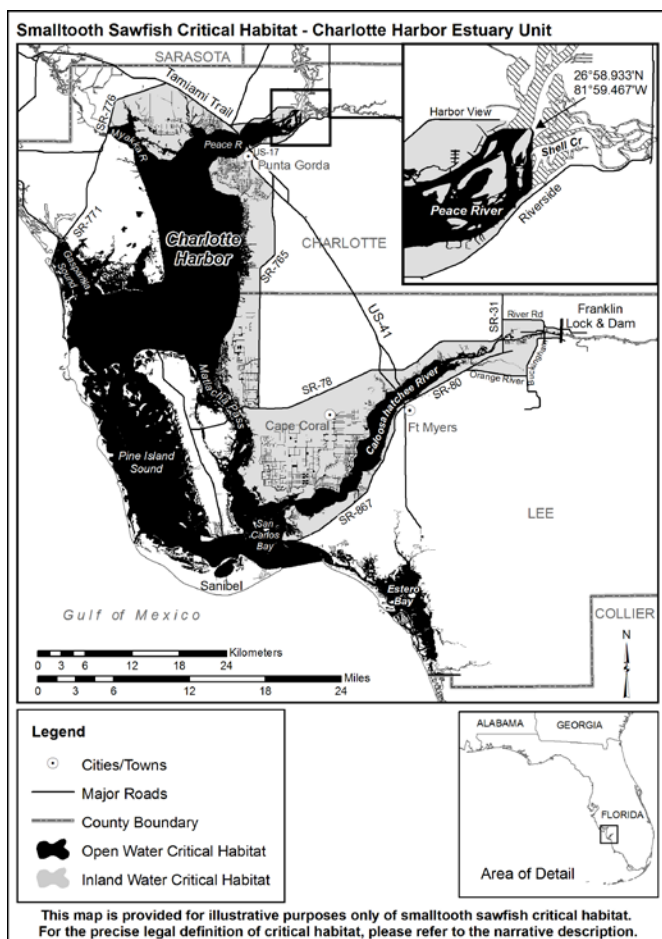 Smalltooth Sawfish Critical Habitat - Charlotte Harbor Estuary Unit
SARASOTA
Tamiami Trail
SR-776
Myakka R
Peace R
US-17
Punta Gorda
SR-771
Gasparilla Sound
Charlotte
Harbor
CHARLOTTE
SR-765
US-41
Harbor View
26°58.933'N
81°59.467'W
Shell Cr
Peace River
Riverside
SR-31
River Rd
Franklin
Lock & Dam
Buckingham
Orange River
SR-80
SR-78
Matlacha Pass
Cape Coral
Caloosahatchee River
Ft Myers
Pine Island
Sound
SR-867
LEE
San
Carlos
Bay
Sanibel
Estero
Bay
Gulf of Mexico
COLLIER
N
Kilometers
0 3 6 12 18 24
Miles
0 3 6 12 18 24
Legend
Cities/Towns
Major Roads
County Boundary
Open Water Critical Habitat
Inland Water Critical Habitat
ALABAMA
GEORGIA
FLORIDA
Area of Detail
This map is provided for illustrative purposes only of smalltooth sawfish critical habitat.
For the precise legal definition of critical habitat, please refer to the narrative description.